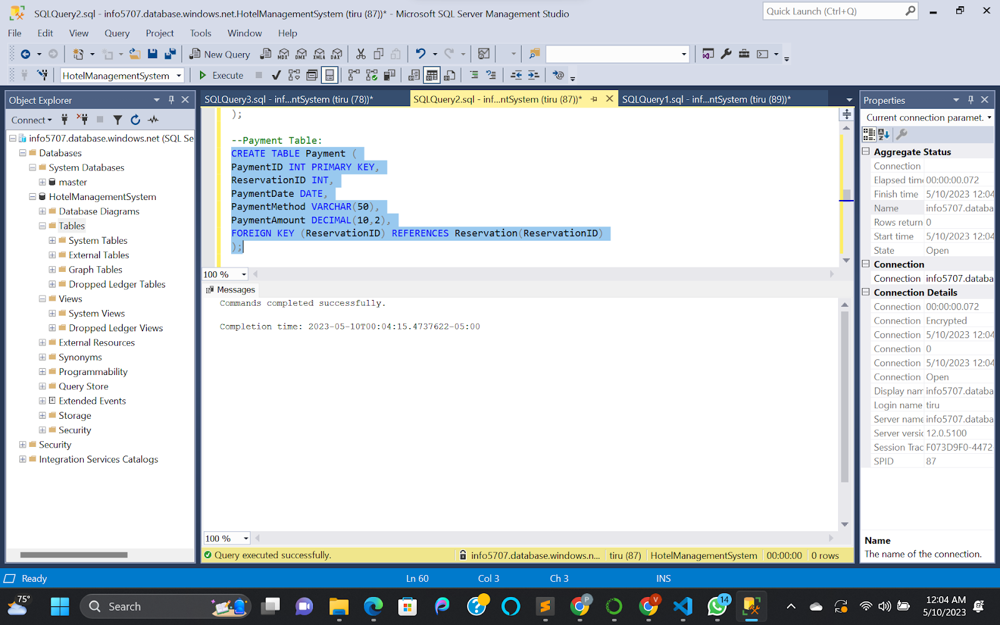 SQLQuery2.sql - info5707.database.windows.net.HotelManagementSystem (tiru (87))* - Microsoft SQL Server Management Studio
Quick Launch (Ctrl+Q)
File Edit View Query Project Tools Window Help
New Query MDX DMX XMLA DAX
HotelManagementSystem Execute
Object Explorer
Connect
info5707.database.windows.net (SQL Se
Databases
System Databases
master
HotelManagementSystem
Database Diagrams
Tables
System Tables
External Tables
Graph Tables
Dropped Ledger Tables
Views
System Views
Dropped Ledger Views
External Resources
Synonyms
Programmability
Query Store
Extended Events
Storage
Security
Security
Integration Services Catalogs
SQLQuery3.sql - inf...ntSystem (tiru (78))* SQLQuery2.sql - inf...ntSystem (tiru (87))* SQLQuery1.sql - inf...ntSystem (tiru (89))*
);
--Payment Table:
CREATE TABLE Payment (
PaymentID INT PRIMARY KEY,
ReservationID INT,
PaymentDate DATE,
PaymentMethod VARCHAR(50),
PaymentAmount DECIMAL(10,2),
FOREIGN KEY (ReservationID) REFERENCES Reservation(ReservationID)
);
100 %
Messages
Commands completed successfully.
Completion time: 2023-05-10T00:04:15.4737622-05:00
100 %
Query executed successfully. info5707.database.windows.n... tiru (87) HotelManagementSystem 00:00:00 0 rows
Properties
Current connection paramet.
Aggregate Status
Connection
Elapsed time 00:00:00.072
Finish time 5/10/2023 12:04
Name info5707.databa
Rows return 0
Start time 5/10/2023 12:04
State Open
Connection
Connection info5707.databa
Connection Details
Connection 00:00:00.072
Connection Encrypted
Connection 5/10/2023 12:04
Connection 0
Connection 5/10/2023 12:04
Connection Open
Display nam info5707.databa
Login name tiru
Server name info5707.databa
Server versic 12.0.5100
Session Trac F073D9F0-4472-
SPID 87
Name
The name of the connection.
Ready Ln 60 Col 3 Ch 3 INS
75°
Search
P
V
14
12:04 AM
5/10/2023